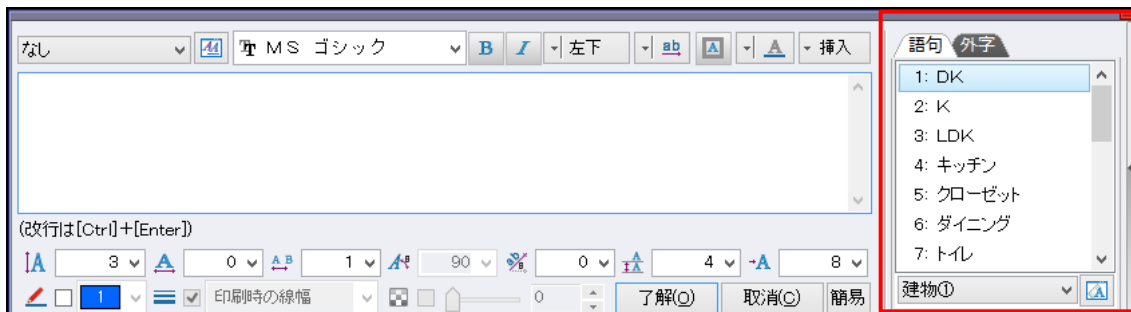 なし
MS ゴシック
B
I
左下
ab
A
A
挿入
(改行は[Ctrl]+[Enter])
3
0
1
90
0
4
8
1
印刷時の線幅
0
了解(O)
取消(C)
簡易
語句
外字
1: DK
2: K
3: LDK
4: キッチン
5: クローゼット
6: ダイニング
7: トイレ
建物①